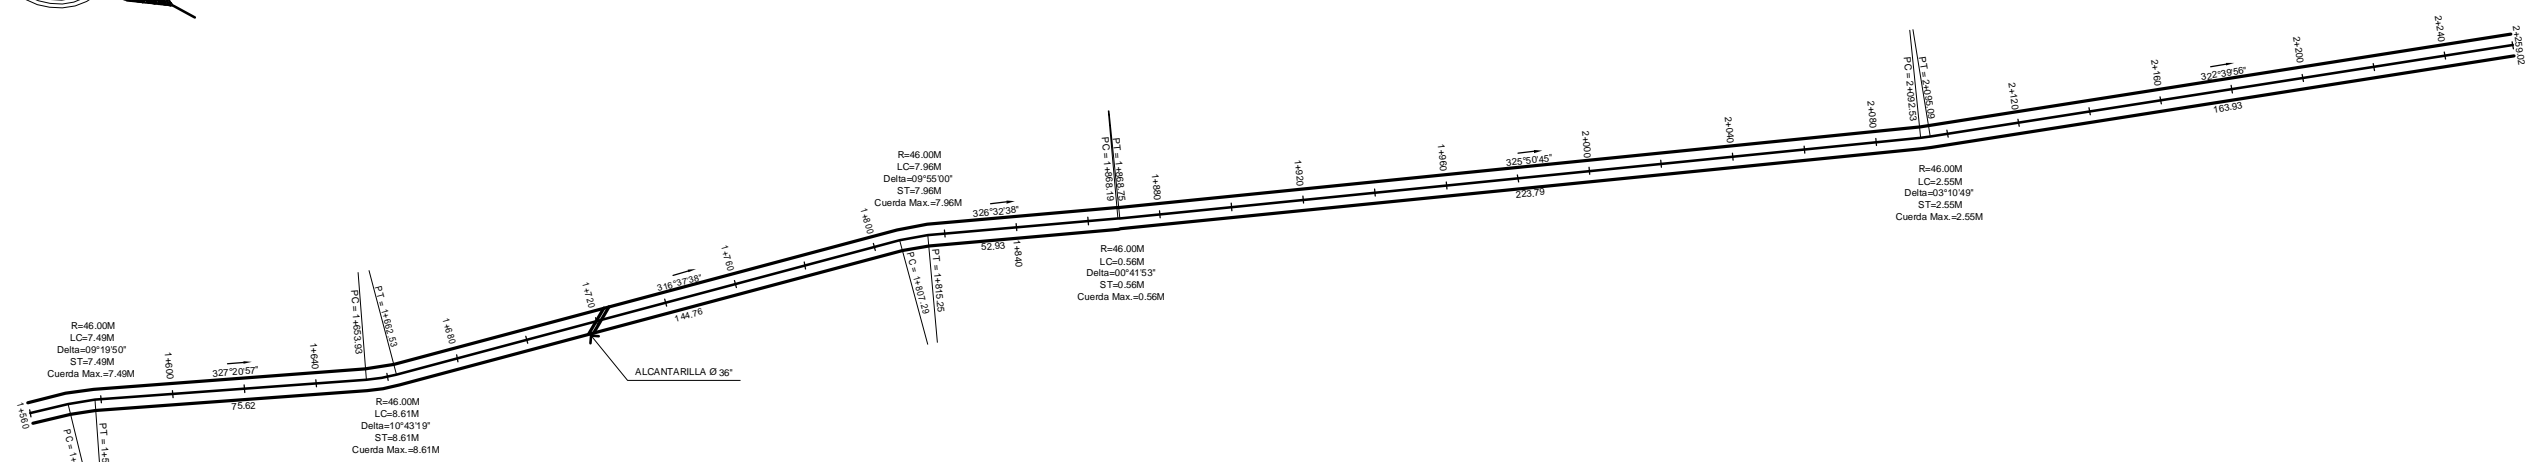 R=46.00M
LC=7.49M
Delta=09°19'50"
ST=7.49M
Cuerda Max.=7.49M
1+560
PC = 1+
PT = 1+5
1+600
327°20'57"
75.62
1+640
PC = 1+653.93
PT = 1+662.53
R=46.00M
LC=8.61M
Delta=10°43'19"
ST=8.61M
Cuerda Max.=8.61M
1+680
1+720
ALCANTARILLA Ø 36"
316°37'38"
144.76
1+760
1+800
R=46.00M
LC=7.96M
Delta=09°55'00"
ST=7.96M
Cuerda Max.=7.96M
PC = 1+807.29
PT = 1+815.25
326°32'38"
52.93
1+840
PC = 1+868.19
PT = 1+868.75
R=46.00M
LC=0.56M
Delta=00°41'53"
ST=0.56M
Cuerda Max.=0.56M
1+880
1+920
1+960
325°50'45"
223.79
2+000
2+040
2+080
PC = 2+092.53
PT = 2+095.09
R=46.00M
LC=2.55M
Delta=03°10'49"
ST=2.55M
Cuerda Max.=2.55M
2+120
2+160
322°39'56"
163.93
2+200
2+240
2+259.02